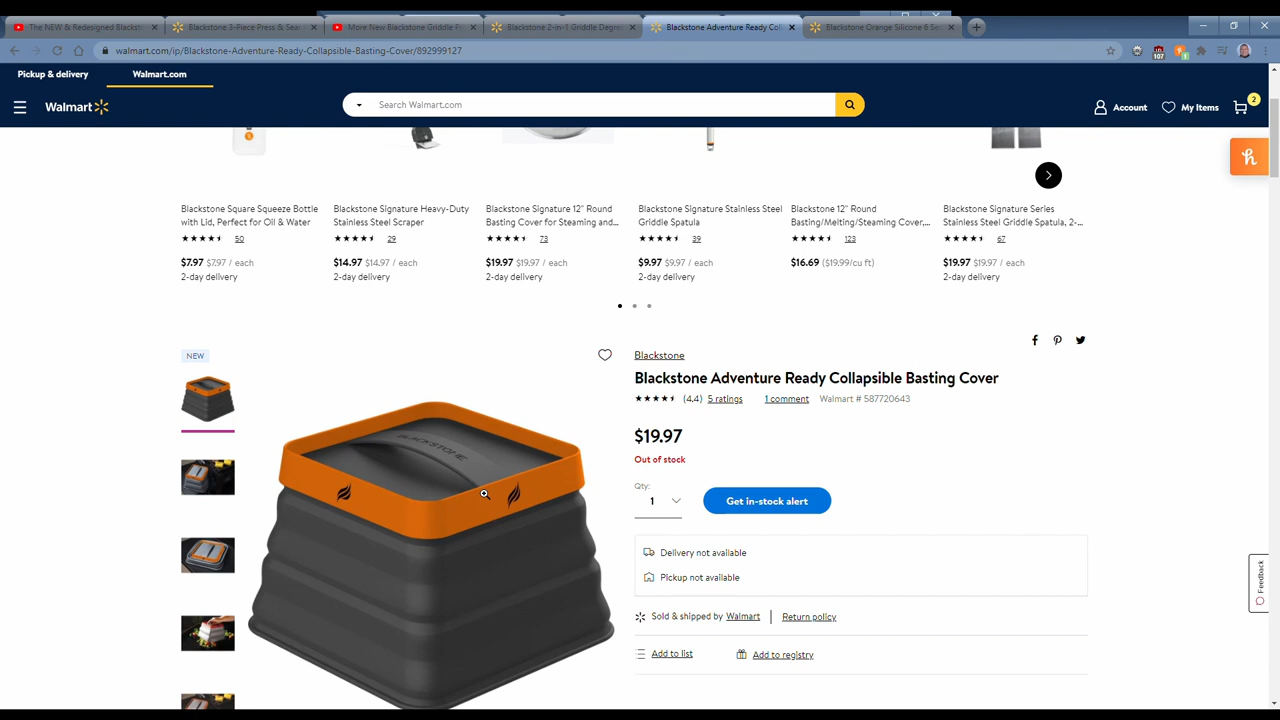 The NEW & Redesigned Blacksto
Blackstone 3-Piece Press & Sear
More New Blackstone Griddle P
Blackstone 2-in-1 Griddle Degre
Blackstone Adventure Ready Coll
Blackstone Orange Silicone 6 Se
walmart.com/ip/Blackstone-Adventure-Ready-Collapsible-Basting-Cover/892999127
107
1
Pickup & delivery
Walmart.com
Walmart
Search Walmart.com
Account
My Items
2
h
Blackstone Square Squeeze Bottle with Lid, Perfect for Oil & Water
50
$7.97 $7.97 / each
2-day delivery
Blackstone Signature Heavy-Duty Stainless Steel Scraper
29
$14.97 $14.97 / each
2-day delivery
Blackstone Signature 12" Round Basting Cover for Steaming and...
73
$19.97 $19.97 / each
2-day delivery
Blackstone Signature Stainless Steel Griddle Spatula
39
$9.97 $9.97 / each
2-day delivery
Blackstone 12" Round Basting/Melting/Steaming Cover,...
123
$16.69 ($19.99/cu ft)
Blackstone Signature Series Stainless Steel Griddle Spatula, 2-...
67
$19.97 $19.97 / each
2-day delivery
NEW
BLACKSTONE
Blackstone
Blackstone Adventure Ready Collapsible Basting Cover
(4.4) 5 ratings 1 comment Walmart # 587720643
$19.97
Out of stock
Qty:
1
Get in-stock alert
Delivery not available
Pickup not available
Sold & shipped by Walmart | Return policy
Add to list
Add to registry
Feedback